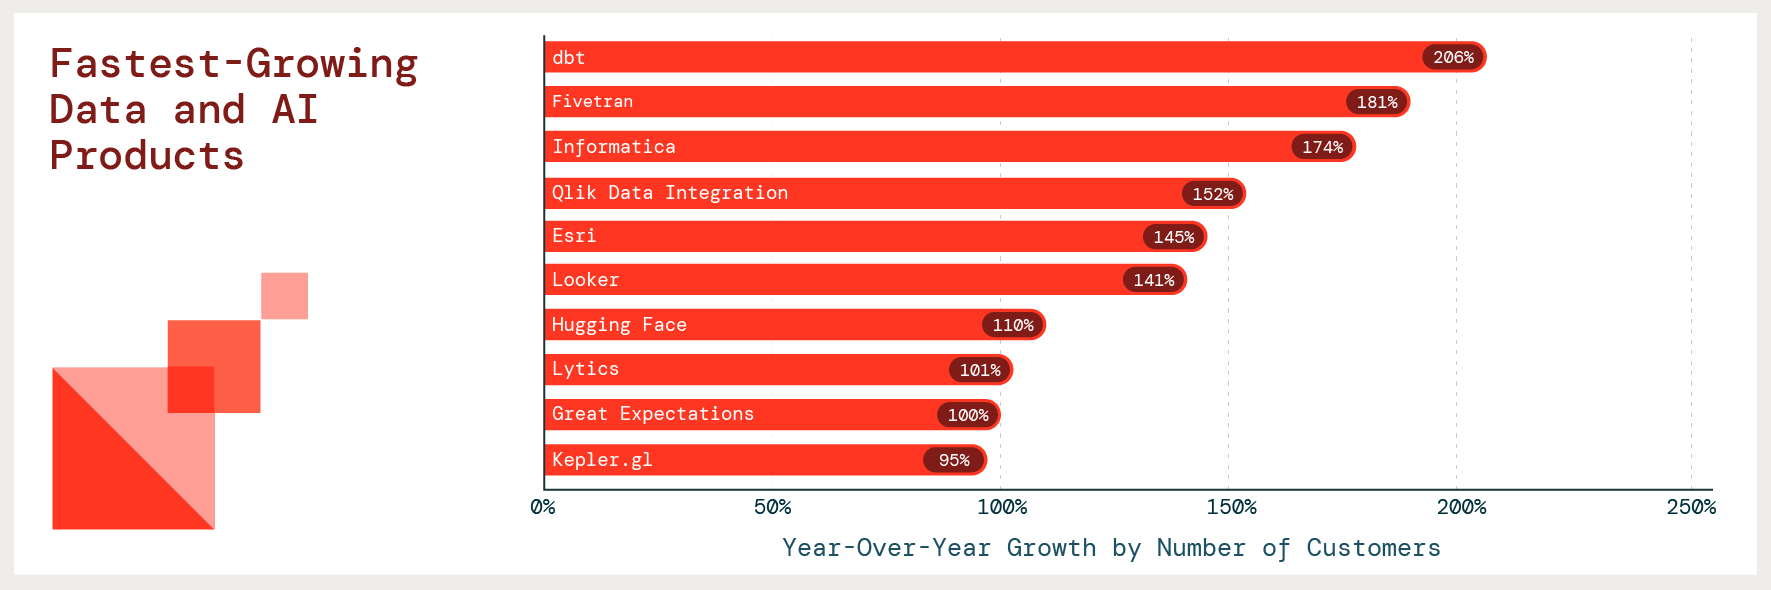 Fastest-Growing
Data and AI
Products
dbt 206%
Fivetran 181%
Informatica 174%
Qlik Data Integration 152%
Esri 145%
Looker 141%
Hugging Face 110%
Lytics 101%
Great Expectations 100%
Kepler.gl 95%
0% 50% 100% 150% 200% 250%
Year-Over-Year Growth by Number of Customers